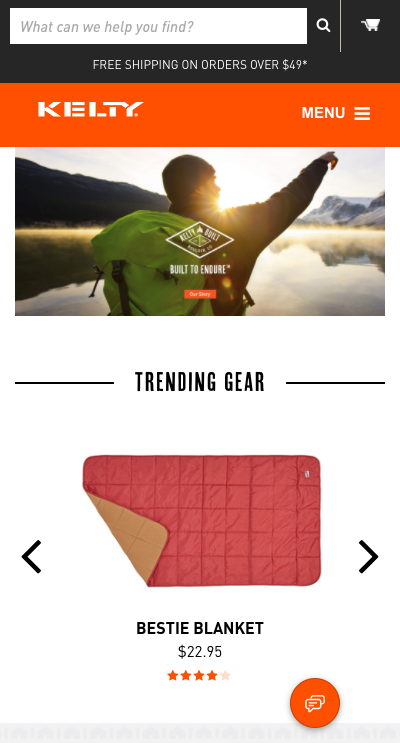 What can we help you find?
FREE SHIPPING ON ORDERS OVER $49*
KELTY
MENU
KELTY BUILT
BUILT TO ENDURE™
Our Story
TRENDING GEAR
BESTIE BLANKET
$22.95